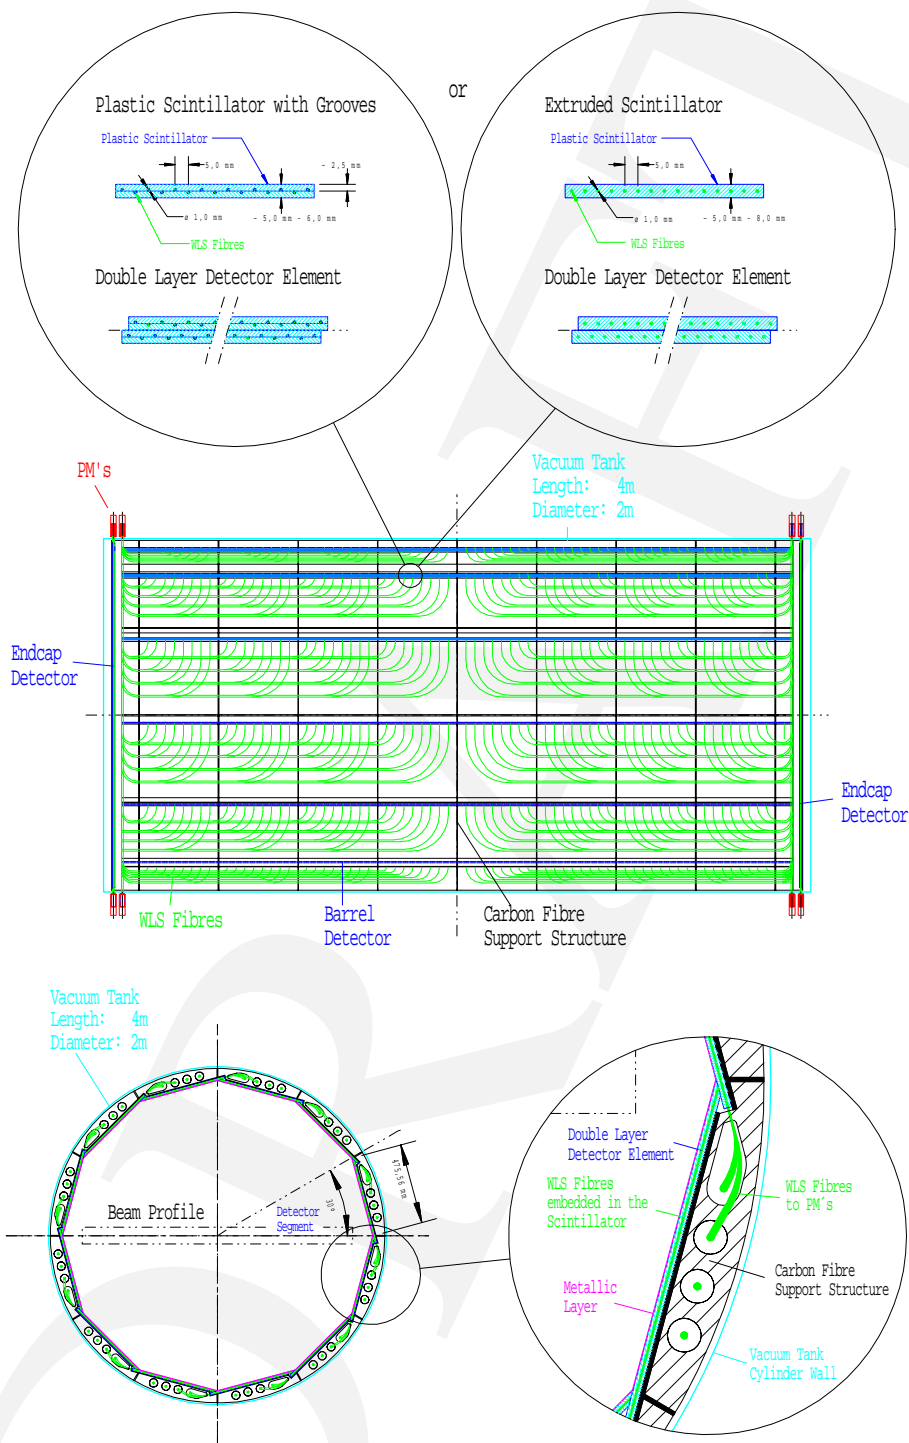 or
Plastic Scintillator with Grooves
Plastic Scintillator
5,0 mm
~ 2,5 mm
ø 1,0 mm
~ 5,0 mm - 6,0 mm
WLS Fibres
Double Layer Detector Element
Extruded Scintillator
Plastic Scintillator
5,0 mm
ø 1,0 mm
~ 5,0 mm - 8,0 mm
WLS Fibres
Double Layer Detector Element
PM's
Vacuum Tank
Length: 4m
Diameter: 2m
Endcap
Detector
Endcap
Detector
WLS Fibres
Barrel
Detector
Carbon Fibre
Support Structure
Vacuum Tank
Length: 4m
Diameter: 2m
Beam Profile
Detector
Segment
30°
475,56 mm
Double Layer
Detector Element
WLS Fibres
embedded in the
Scintillator
WLS Fibres
to PM's
Metallic
Layer
Carbon Fibre
Support Structure
Vacuum Tank
Cylinder Wall
DRAFT